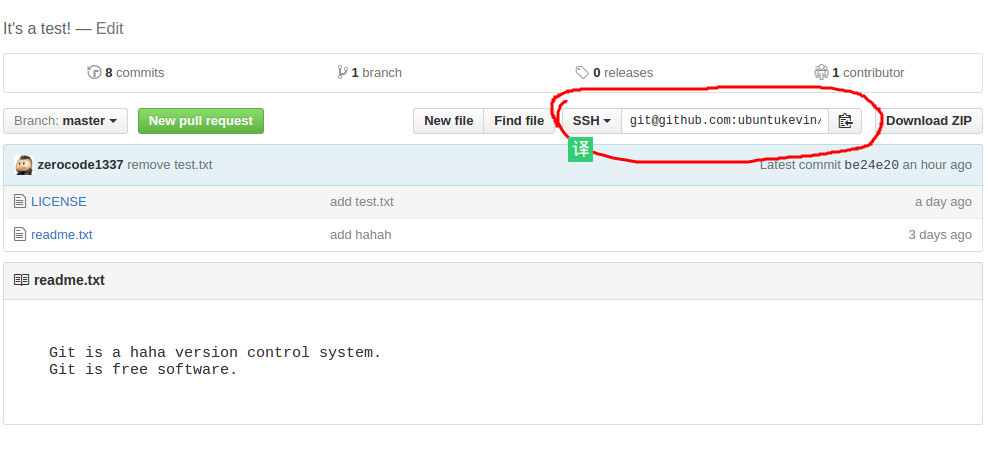 It's a test! — Edit
8 commits
1 branch
0 releases
1 contributor
Branch: master
New pull request
New file
Find file
SSH
git@github.com:ubuntukevin/
Download ZIP
译
zerocode1337 remove test.txt
Latest commit be24e20 an hour ago
LICENSE
add test.txt
a day ago
readme.txt
add hahah
3 days ago
readme.txt
Git is a haha version control system.
Git is free software.